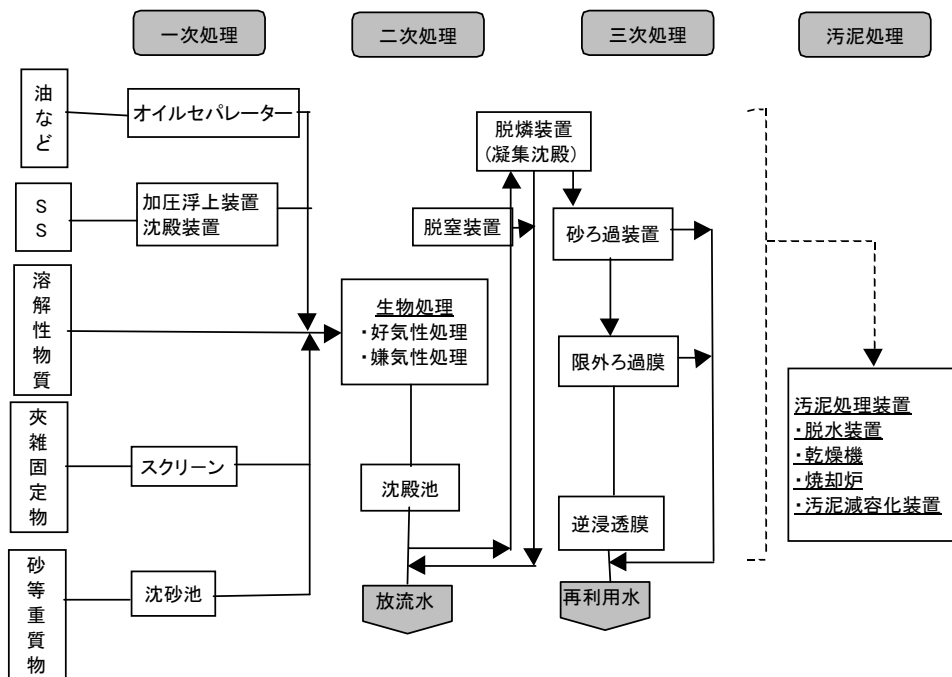 一次処理
二次処理
三次処理
汚泥処理
油など
オイルセパレーター
SS
加圧浮上装置
沈殿装置
溶解性物質
夾雑固定物
スクリーン
砂等重質物
沈砂池
生物処理
・好気性処理
・嫌気性処理
沈殿池
放流水
脱燐装置
(凝集沈殿)
脱窒装置
砂ろ過装置
限外ろ過膜
逆浸透膜
再利用水
汚泥処理装置
・脱水装置
・乾燥機
・焼却炉
・汚泥減容化装置